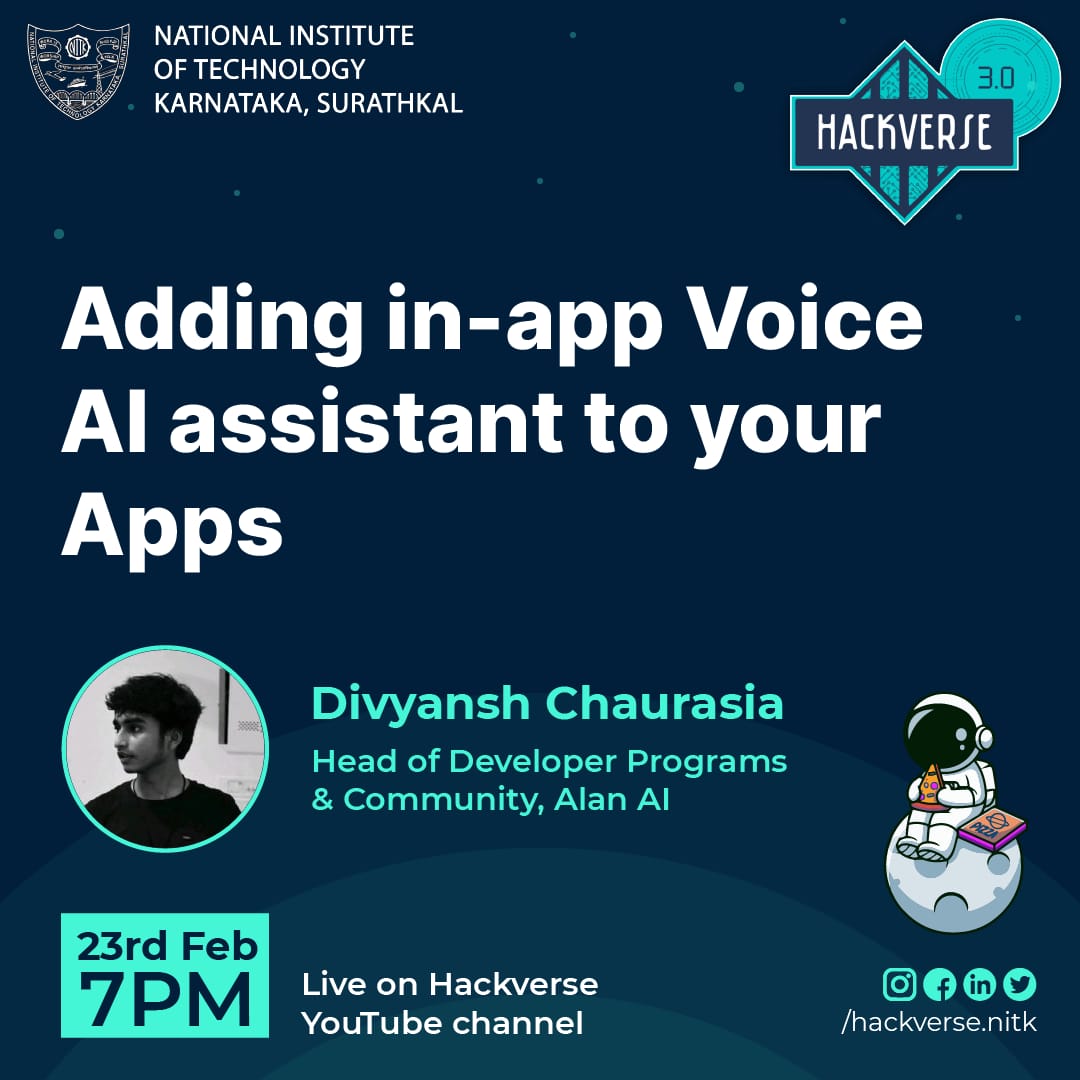 NATIONAL INSTITUTE
OF TECHNOLOGY
KARNATAKA, SURATHKAL
3.0
HACKVERSE
Adding in-app Voice
AI assistant to your
Apps
Divyansh Chaurasia
Head of Developer Programs
& Community, Alan AI
PIZZA
23rd Feb
7PM
Live on Hackverse
YouTube channel
/hackverse.nitk